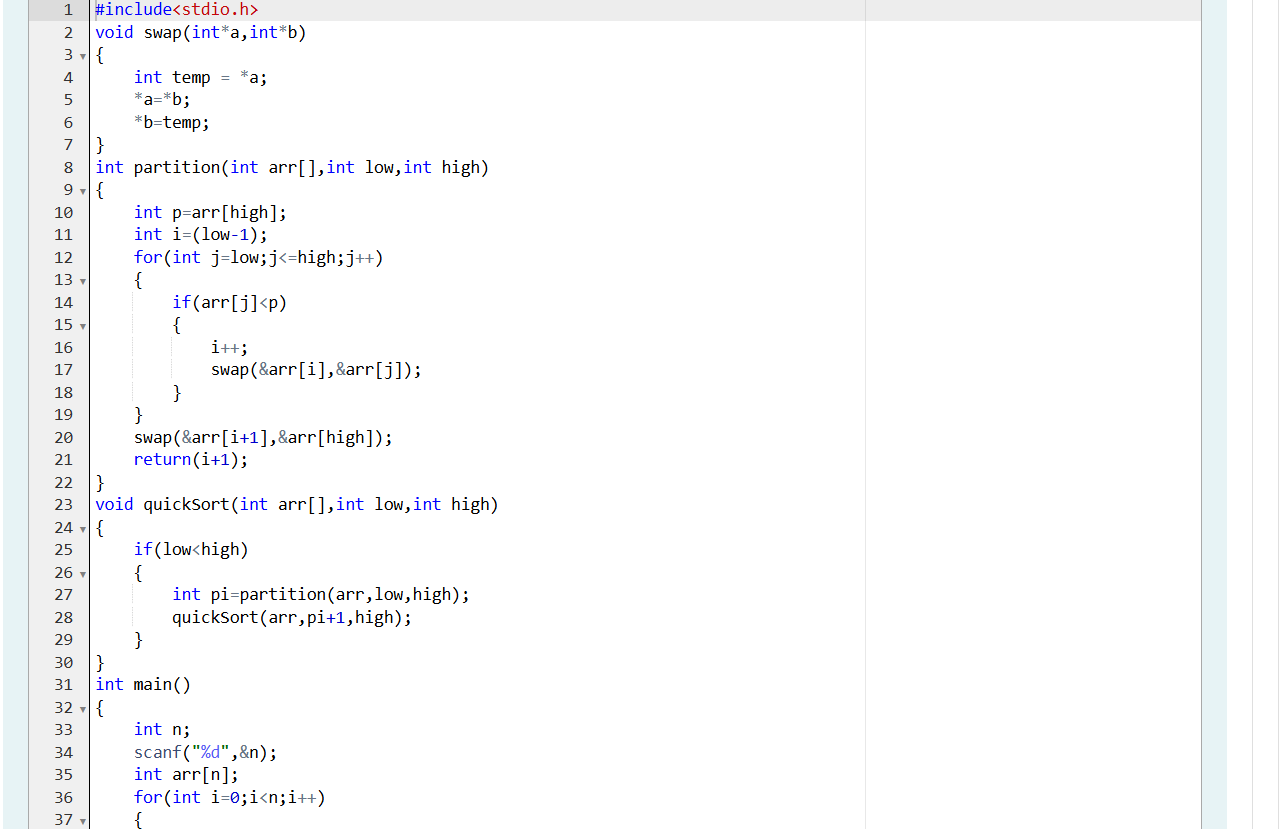 1 #include<stdio.h>
2 void swap(int*a,int*b)
3 {
4     int temp = *a;
5     *a=*b;
6     *b=temp;
7 }
8 int partition(int arr[],int low,int high)
9 {
10     int p=arr[high];
11     int i=(low-1);
12     for(int j=low;j<=high;j++)
13     {
14         if(arr[j]<p)
15         {
16             i++;
17             swap(&arr[i],&arr[j]);
18         }
19     }
20     swap(&arr[i+1],&arr[high]);
21     return(i+1);
22 }
23 void quickSort(int arr[],int low,int high)
24 {
25     if(low<high)
26     {
27         int pi=partition(arr,low,high);
28         quickSort(arr,pi+1,high);
29     }
30 }
31 int main()
32 {
33     int n;
34     scanf("%d",&n);
35     int arr[n];
36     for(int i=0;i<n;i++)
37     {